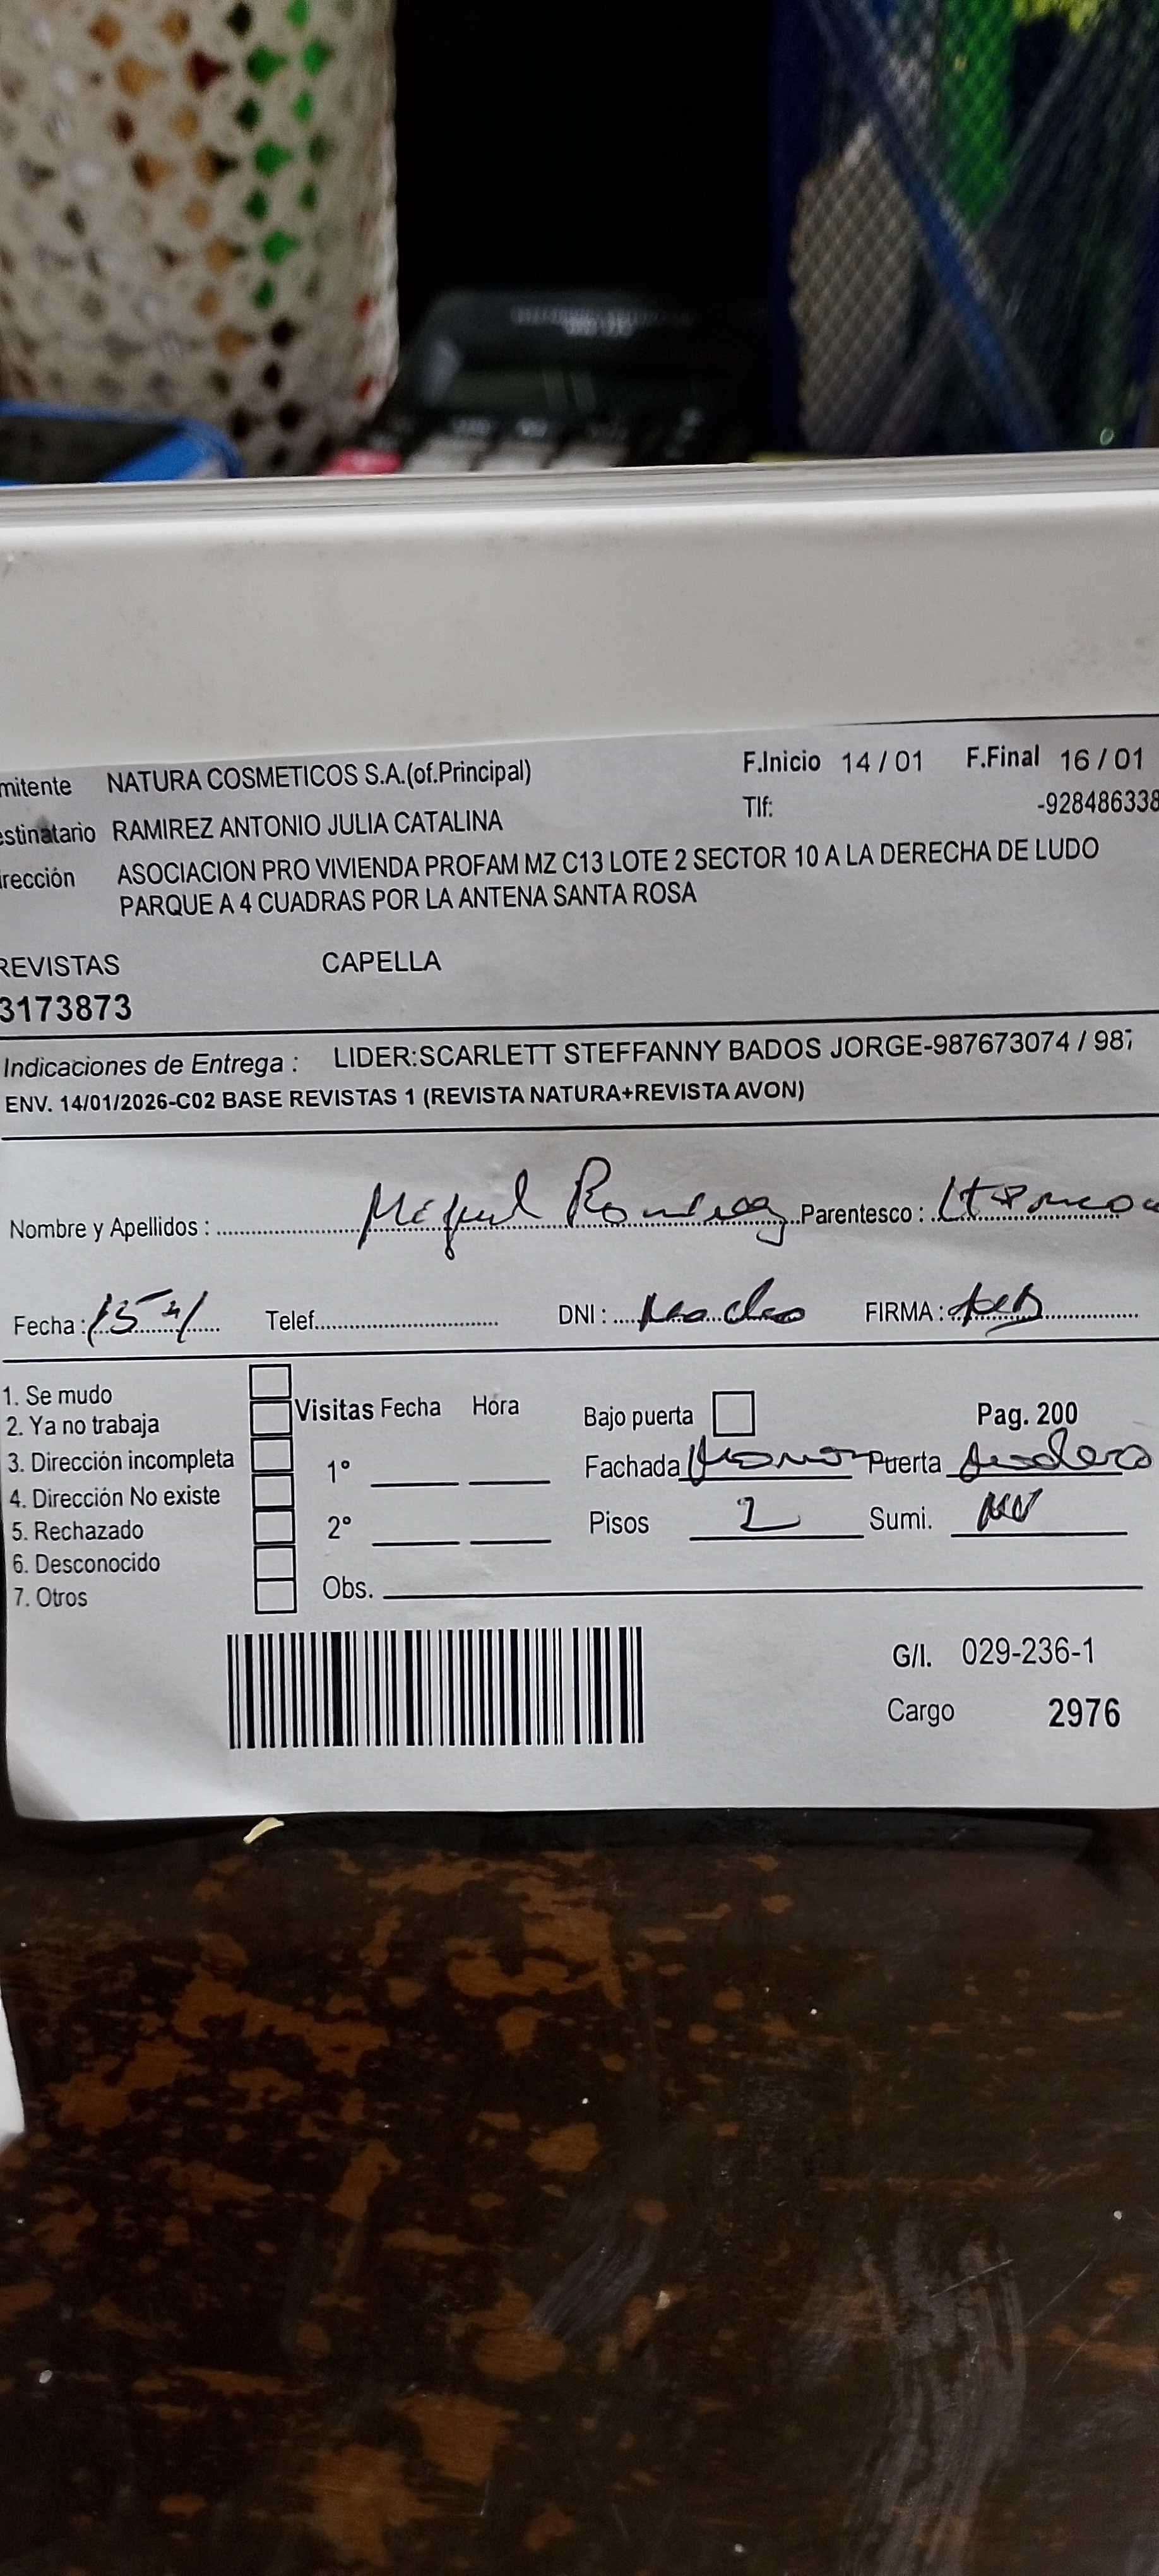 mitente NATURA COSMETICOS S.A.(of.Principal) F.Inicio 14 / 01 F.Final 16 / 01
Tlf: -928486338
estinatario RAMIREZ ANTONIO JULIA CATALINA
irección ASOCIACION PRO VIVIENDA PROFAM MZ C13 LOTE 2 SECTOR 10 A LA DERECHA DE LUDO
PARQUE A 4 CUADRAS POR LA ANTENA SANTA ROSA
REVISTAS CAPELLA
3173873
Indicaciones de Entrega : LIDER:SCARLETT STEFFANNY BADOS JORGE-987673074 / 987
ENV. 14/01/2026-C02 BASE REVISTAS 1 (REVISTA NATURA+REVISTA AVON)
Nombre y Apellidos : Miguel Parentesco :
Fecha : Telef. DNI : FIRMA :
1. Se mudo
2. Ya no trabaja
3. Dirección incompleta
4. Dirección No existe
5. Rechazado
6. Desconocido
7. Otros
Visitas Fecha Hora
1°
2°
Obs.
Bajo puerta Pag. 200
Fachada Puerta
Pisos 2 Sumi.
G/I. 029-236-1
Cargo 2976